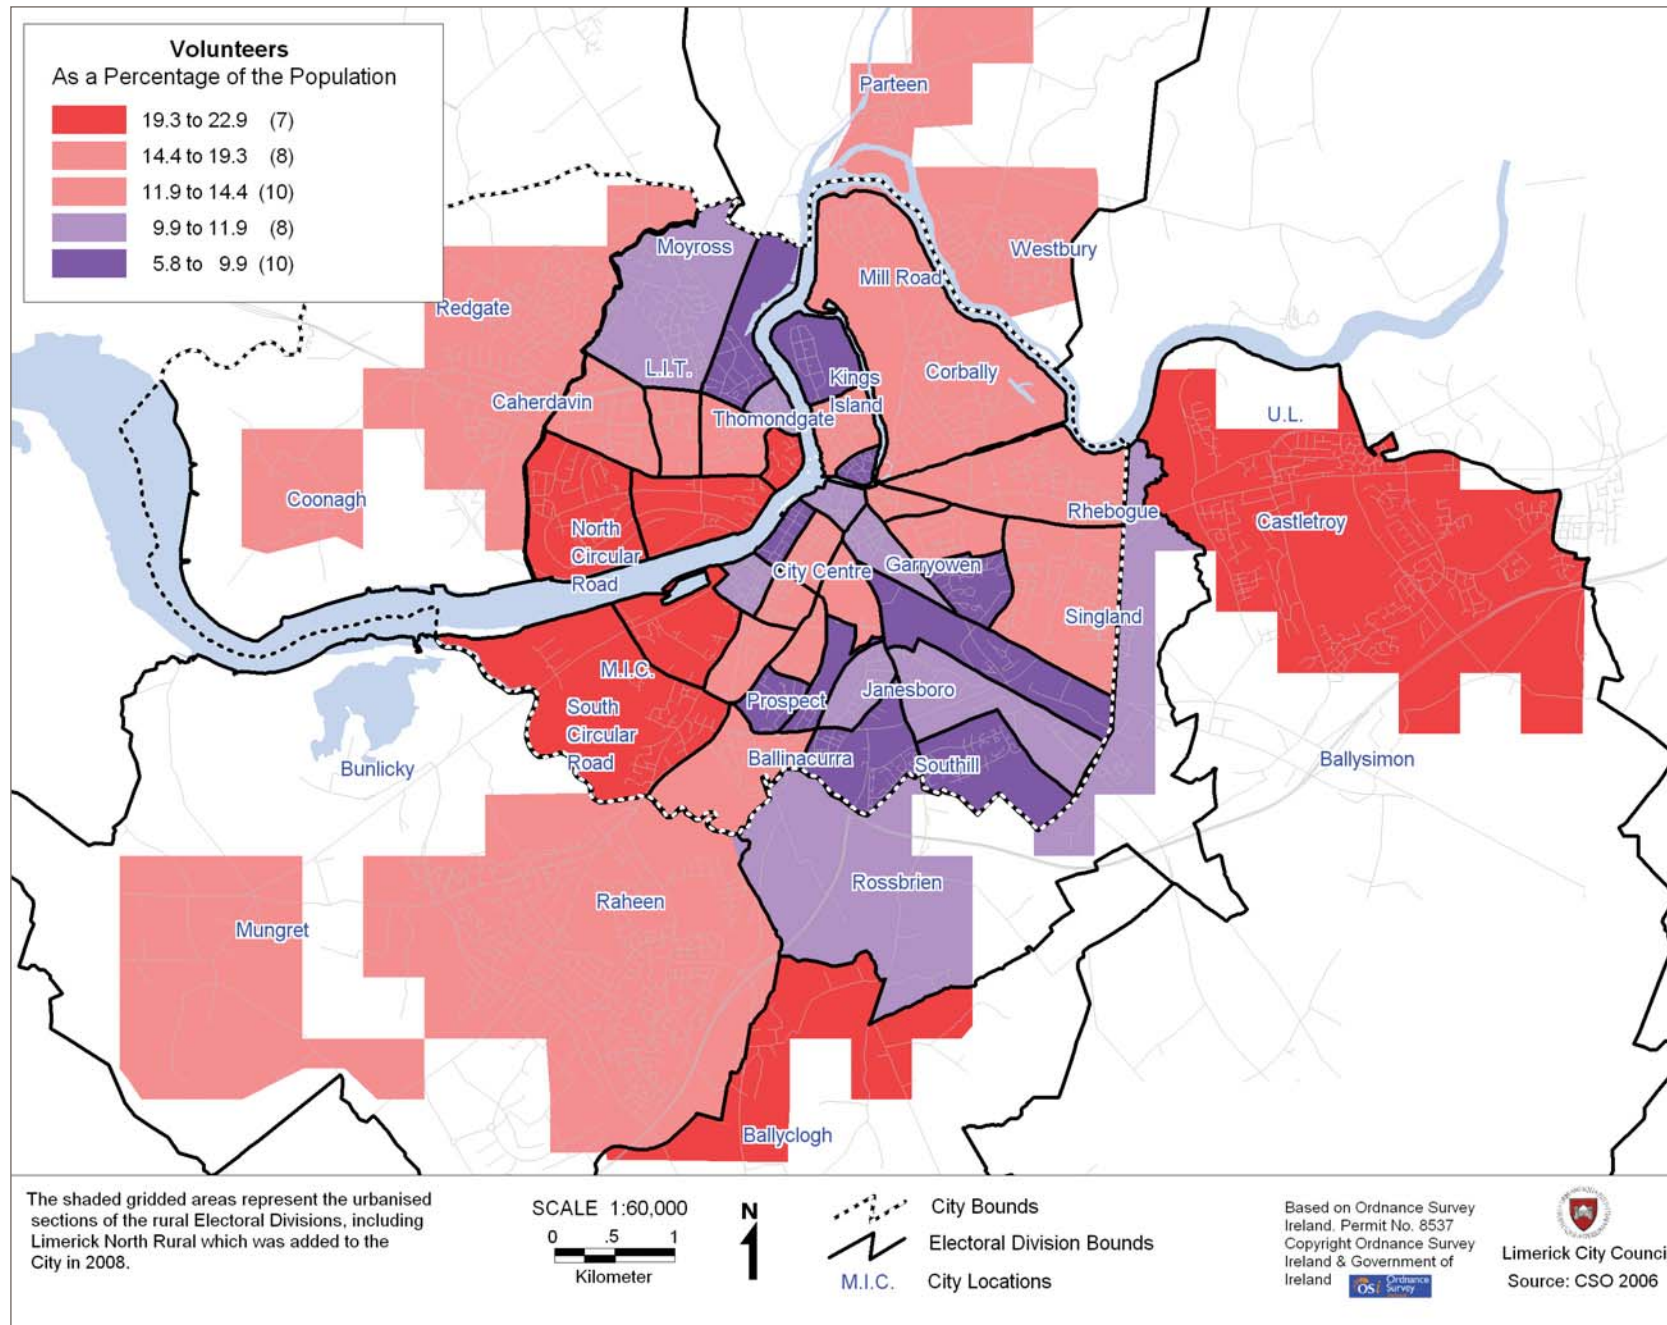 Volunteers
As a Percentage of the Population
19.3 to 22.9 (7)
14.4 to 19.3 (8)
11.9 to 14.4 (10)
9.9 to 11.9 (8)
5.8 to 9.9 (10)
Parteen
Moyross
Westbury
Mill Road
Redgate
L.I.T.
Kings
Island
Corbally
Caherdavin
Thomondgate
U.L.
Coonagh
North
Circular
Road
Rhebogue
Castletroy
City Centre
Garryowen
Singland
M.I.C.
South
Circular
Road
Prospect
Janesboro
Bunlicky
Ballinacurra
Southill
Ballysimon
Rossbrien
Raheen
Mungret
Ballyclogh
The shaded gridded areas represent the urbanised
sections of the rural Electoral Divisions, including
Limerick North Rural which was added to the
City in 2008.
SCALE 1:60,000
0 .5 1
Kilometer
N
City Bounds
Electoral Division Bounds
M.I.C. City Locations
Based on Ordnance Survey
Ireland. Permit No. 8537
Copyright Ordnance Survey
Ireland & Government of
Ireland
OSi Ordnance
Survey
Limerick City Counci
Source: CSO 2006